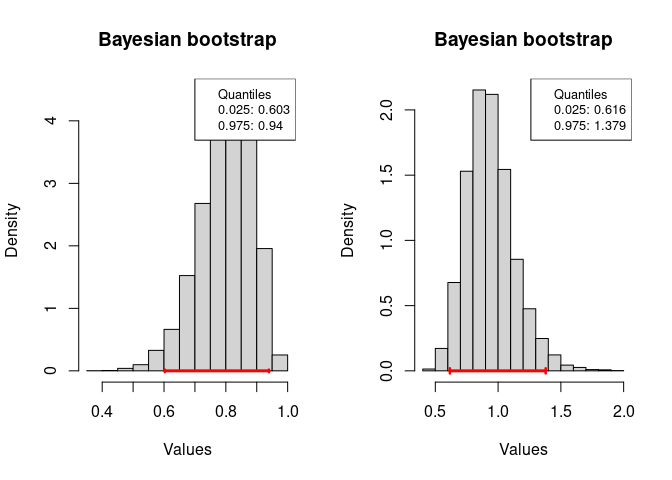 Bayesian bootstrap
Quantiles
0.025: 0.603
0.975: 0.94
Density
4
3
2
1
0
0.4 0.6 0.8 1.0
Values
Bayesian bootstrap
Quantiles
0.025: 0.616
0.975: 1.379
Density
2.0
1.5
1.0
0.5
0.0
0.5 1.0 1.5 2.0
Values